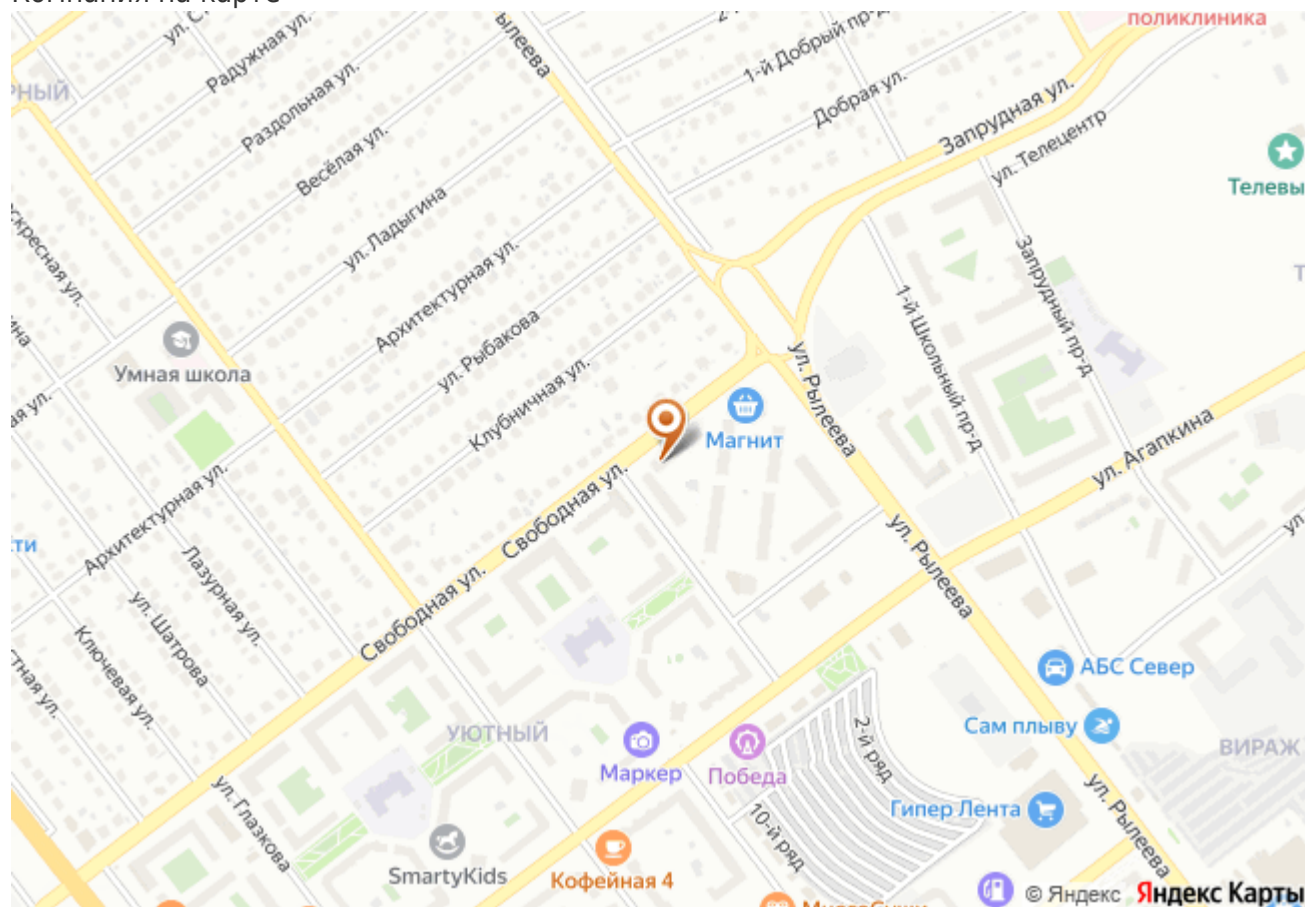 Компания на карте
поликлиника
1-й Добрый пр-д
Радужная ул.
Добрая ул.
Раздольная ул.
Запрудная ул.
Весёлая ул.
ул. Телецентр
Телевы
ул. Ладыгина
Архитектурная ул.
Запрудный пр-д
1-й Школьный пр-д
ул. Рыбакова
Умная школа
Клубничная ул.
ул. Рылеева
Магнит
ул. Агапкина
Архитектурная ул.
Свободная ул.
ул. Рылеева
Лазурная ул.
Свободная ул.
ул. Шатрова
Ключевая ул.
АБС Север
УЮТНЫЙ
Сам плыву
2-й ряд
ВИРАЖ
Маркер
Победа
Гипер Лента
ул. Глазкова
10-й ряд
ул. Рылеева
SmartyKids
Кофейная 4
© Яндекс Яндекс Карты